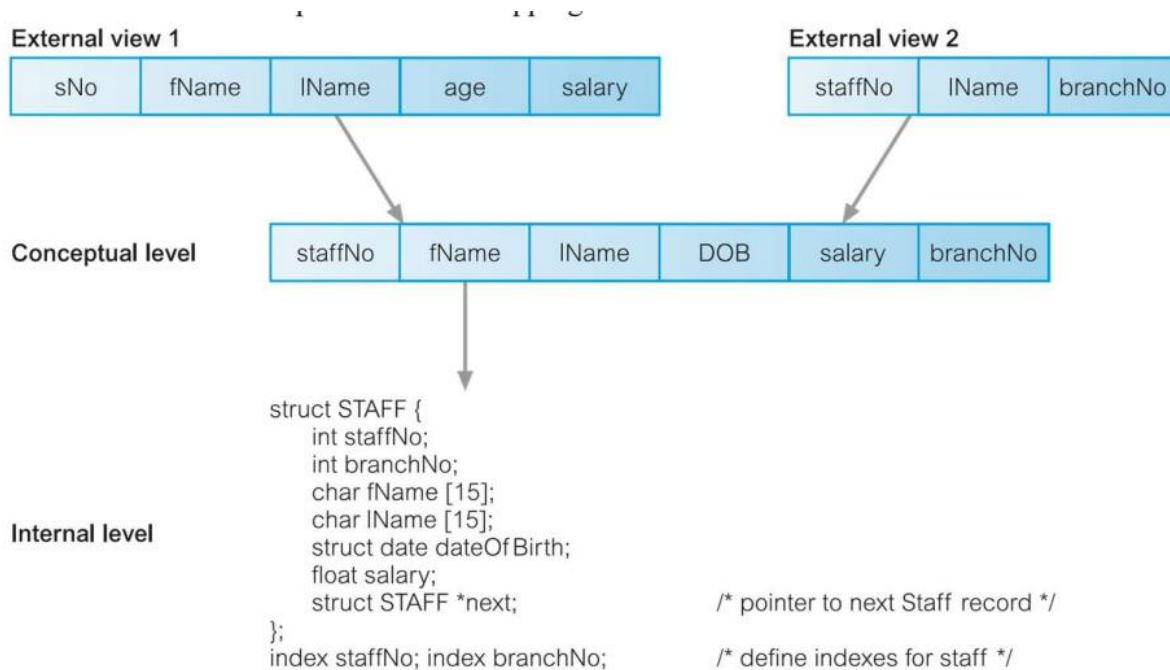 External view 1
External view 2
sNo fName lName age salary
staffNo lName branchNo
Conceptual level
staffNo fName lName DOB salary branchNo
Internal level
struct STAFF {
int staffNo;
int branchNo;
char fName [15];
char lName [15];
struct date dateOfBirth;
float salary;
struct STAFF *next; /* pointer to next Staff record */
};
index staffNo; index branchNo; /* define indexes for staff */